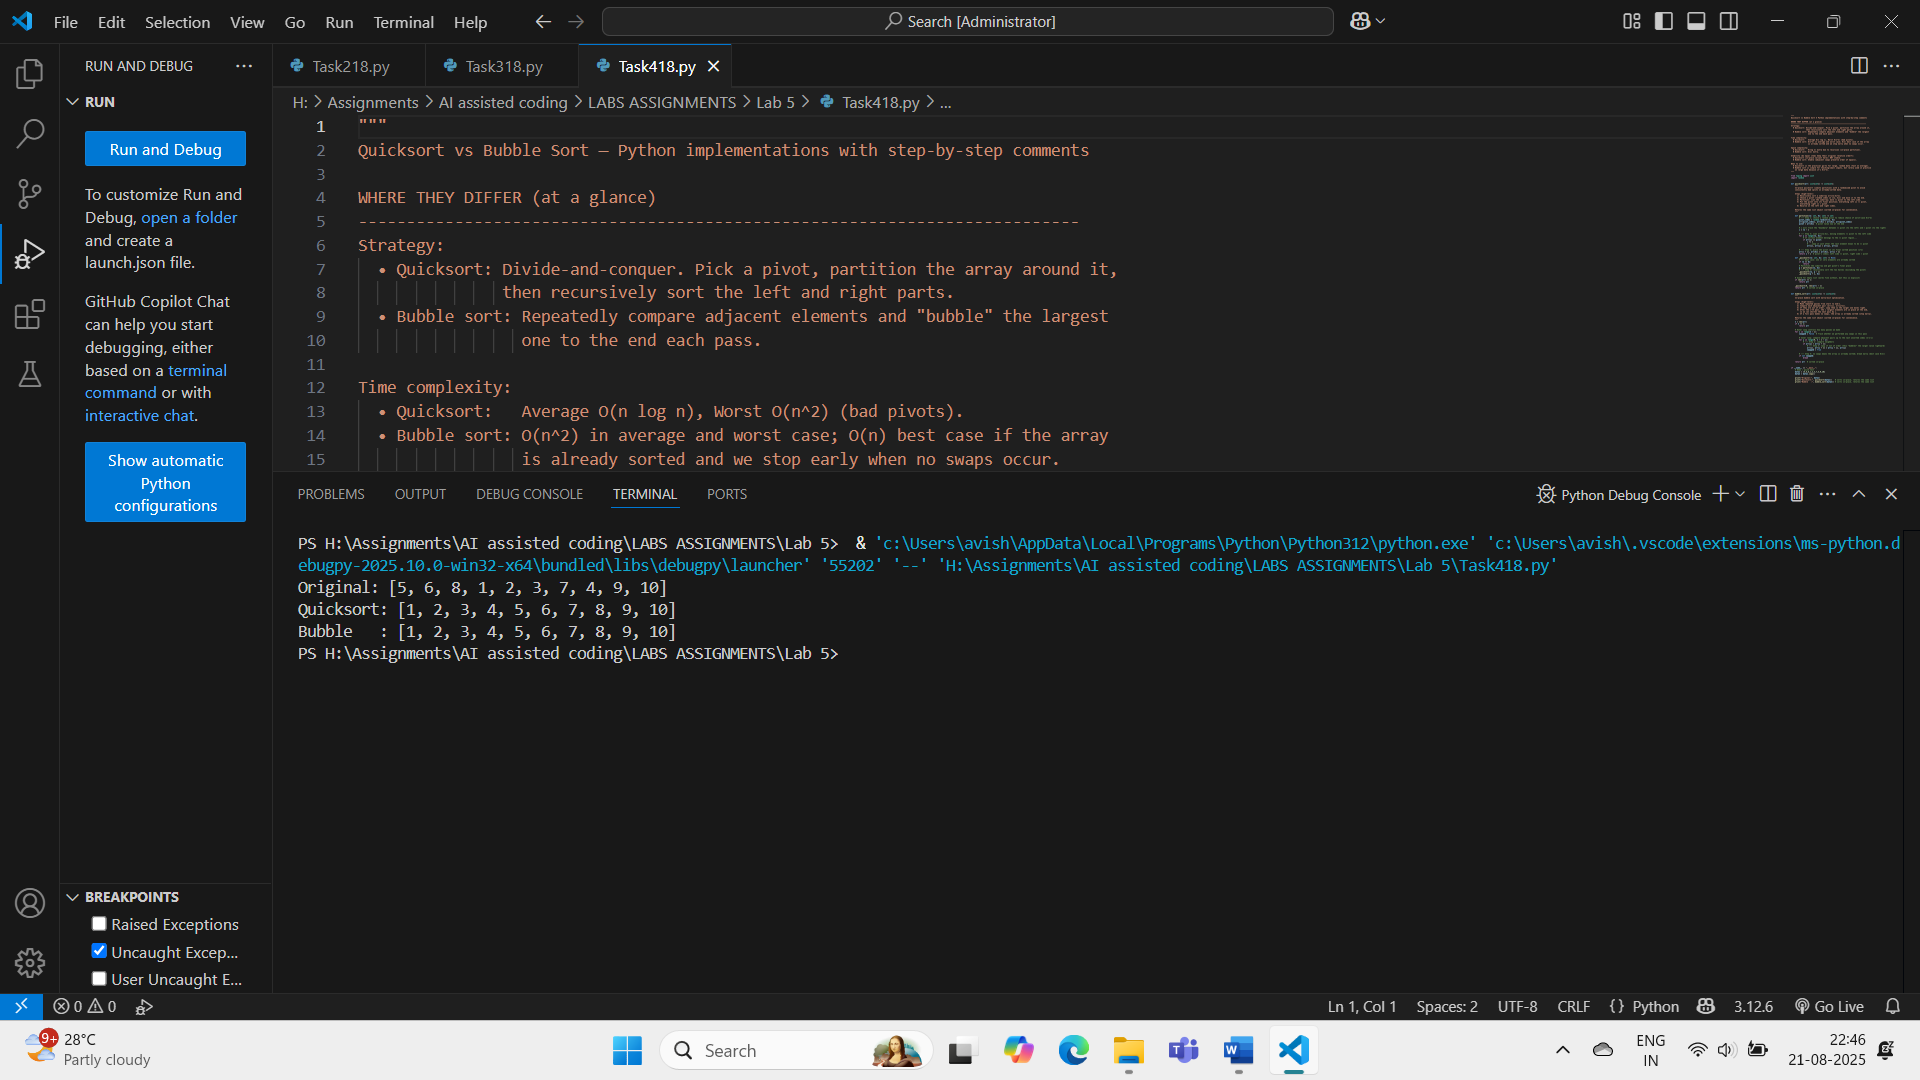 File Edit Selection View Go Run Terminal Help
Search [Administrator]
RUN AND DEBUG
RUN
Run and Debug
To customize Run and
Debug, open a folder
and create a
launch.json file.
GitHub Copilot Chat
can help you start
debugging, either
based on a terminal
command or with
interactive chat.
Show automatic
Python
configurations
BREAKPOINTS
Raised Exceptions
Uncaught Excep...
User Uncaught E...
Task218.py Task318.py Task418.py
H: > Assignments > AI assisted coding > LABS ASSIGNMENTS > Lab 5 > Task418.py > ...
1 """
2 Quicksort vs Bubble Sort — Python implementations with step-by-step comments
3
4 WHERE THEY DIFFER (at a glance)
5 ---------------------------------------------------------------------------
6 Strategy:
7 • Quicksort: Divide-and-conquer. Pick a pivot, partition the array around it,
8 then recursively sort the left and right parts.
9 • Bubble sort: Repeatedly compare adjacent elements and "bubble" the largest
10 one to the end each pass.
11
12 Time complexity:
13 • Quicksort: Average O(n log n), Worst O(n^2) (bad pivots).
14 • Bubble sort: O(n^2) in average and worst case; O(n) best case if the array
15 is already sorted and we stop early when no swaps occur.
PROBLEMS OUTPUT DEBUG CONSOLE TERMINAL PORTS
Python Debug Console
PS H:\Assignments\AI assisted coding\LABS ASSIGNMENTS\Lab 5> & 'c:\Users\avish\AppData\Local\Programs\Python\Python312\python.exe' 'c:\Users\avish\.vscode\extensions\ms-python.d
ebugpy-2025.10.0-win32-x64\bundled\libs\debugpy\launcher' '55202' '--' 'H:\Assignments\AI assisted coding\LABS ASSIGNMENTS\Lab 5\Task418.py'
Original: [5, 6, 8, 1, 2, 3, 7, 4, 9, 10]
Quicksort: [1, 2, 3, 4, 5, 6, 7, 8, 9, 10]
Bubble   : [1, 2, 3, 4, 5, 6, 7, 8, 9, 10]
PS H:\Assignments\AI assisted coding\LABS ASSIGNMENTS\Lab 5>
0 0
Ln 1, Col 1 Spaces: 2 UTF-8 CRLF {} Python 3.12.6 Go Live
9+ 28°C
Partly cloudy
Search
ENG
IN
22:46
21-08-2025